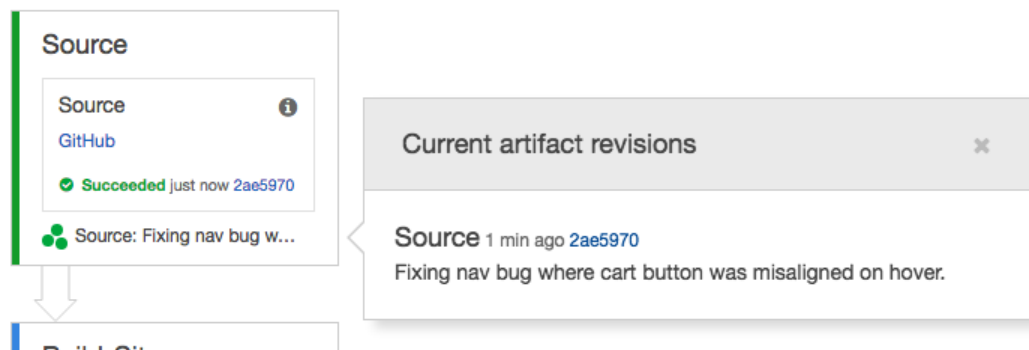 Source
Source
GitHub
Succeeded just now 2ae5970
Source: Fixing nav bug w...
Current artifact revisions
Source 1 min ago 2ae5970
Fixing nav bug where cart button was misaligned on hover.